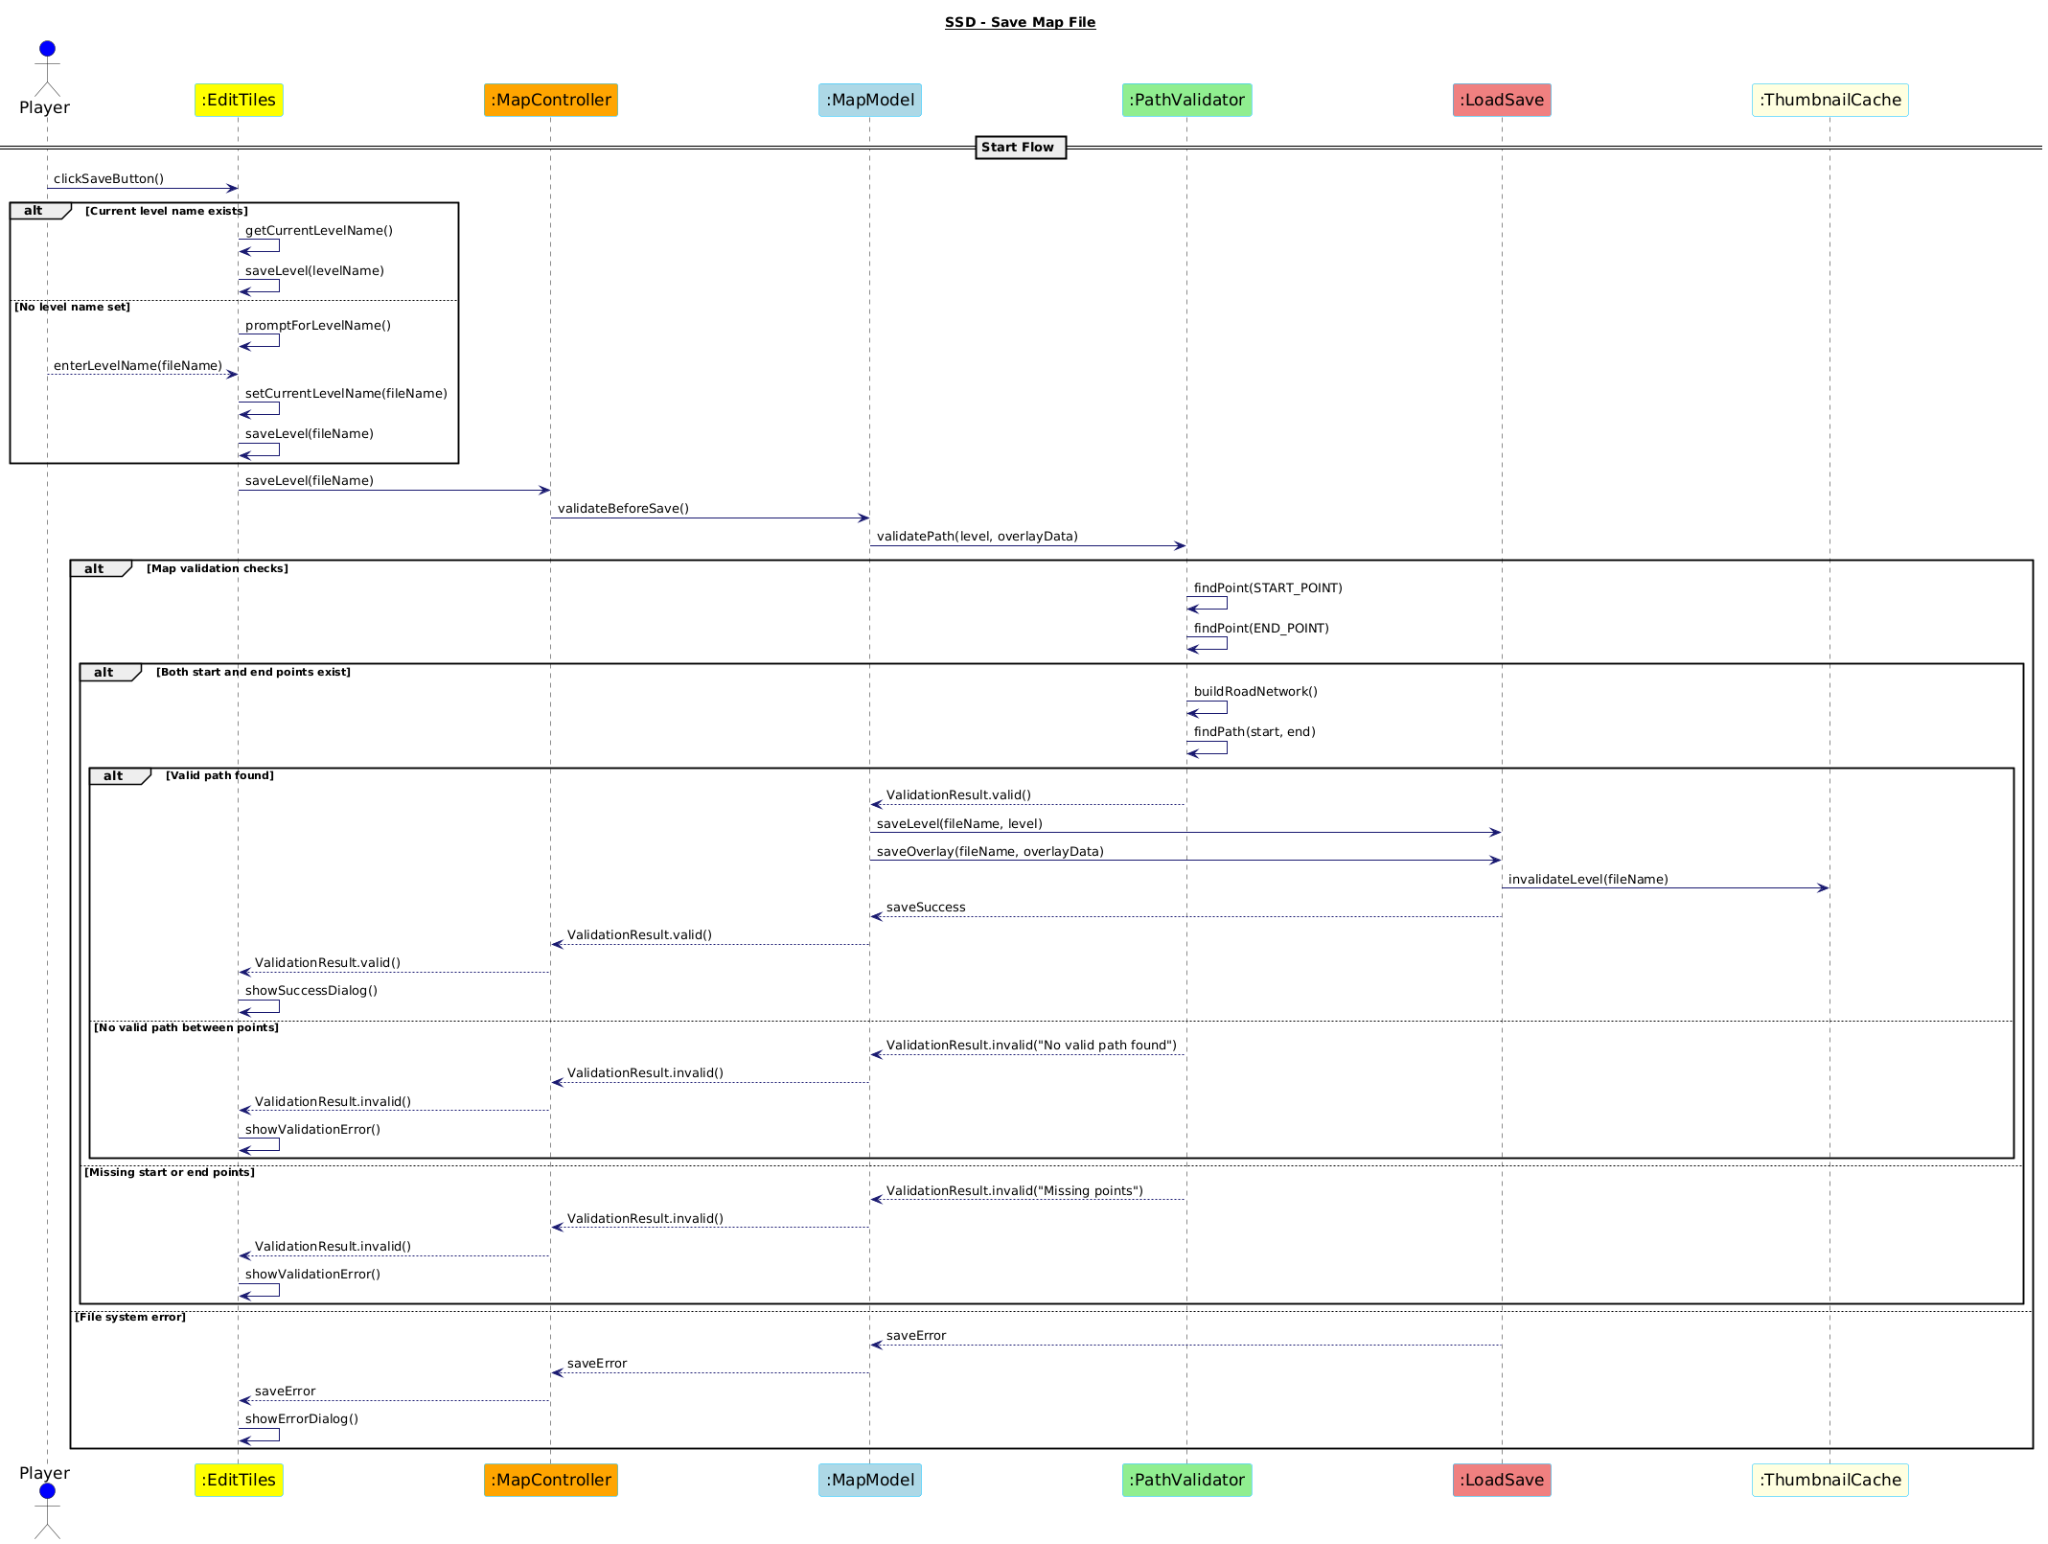 SSD - Save Map File
Player
:EditTiles
:MapController
:MapModel
:PathValidator
:LoadSave
:ThumbnailCache
Start Flow
clickSaveButton()
alt [Current level name exists]
getCurrentLevelName()
saveLevel(levelName)
[No level name set]
promptForLevelName()
enterLevelName(fileName)
setCurrentLevelName(fileName)
saveLevel(fileName)
saveLevel(fileName)
validateBeforeSave()
validatePath(level, overlayData)
alt [Map validation checks]
findPoint(START_POINT)
findPoint(END_POINT)
alt [Both start and end points exist]
buildRoadNetwork()
findPath(start, end)
alt [Valid path found]
ValidationResult.valid()
saveLevel(fileName, level)
saveOverlay(fileName, overlayData)
invalidateLevel(fileName)
saveSuccess
ValidationResult.valid()
ValidationResult.valid()
showSuccessDialog()
[No valid path between points]
ValidationResult.invalid("No valid path found")
ValidationResult.invalid()
ValidationResult.invalid()
showValidationError()
[Missing start or end points]
ValidationResult.invalid("Missing points")
ValidationResult.invalid()
ValidationResult.invalid()
showValidationError()
[File system error]
saveError
saveError
saveError
showErrorDialog()
Player
:EditTiles
:MapController
:MapModel
:PathValidator
:LoadSave
:ThumbnailCache